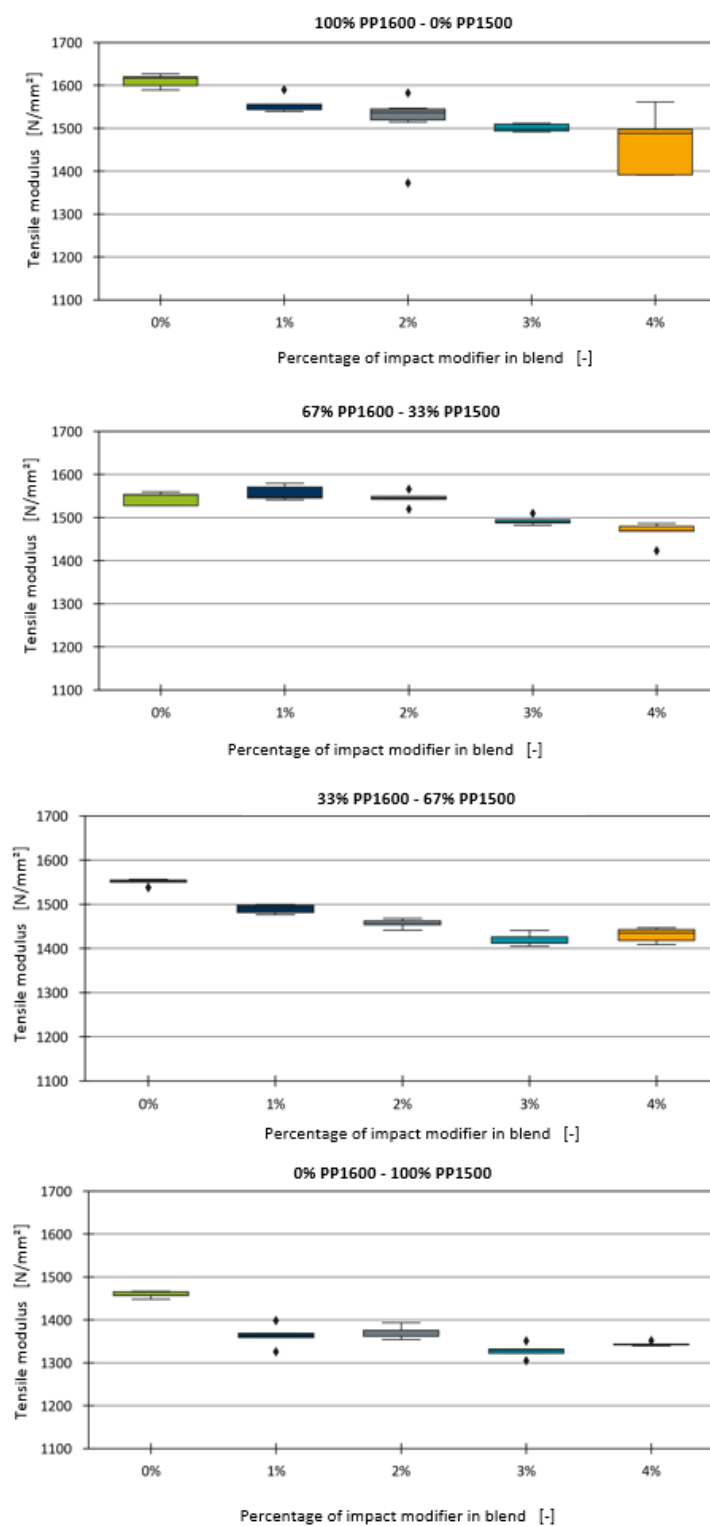 100% PP1600 - 0% PP1500
Tensile modulus [N/mm²]
1700
1600
1500
1400
1300
1200
1100
0% 1% 2% 3% 4%
Percentage of impact modifier in blend [-]
67% PP1600 - 33% PP1500
Tensile modulus [N/mm²]
1700
1600
1500
1400
1300
1200
1100
0% 1% 2% 3% 4%
Percentage of impact modifier in blend [-]
33% PP1600 - 67% PP1500
Tensile modulus [N/mm²]
1700
1600
1500
1400
1300
1200
1100
0% 1% 2% 3% 4%
Percentage of impact modifier in blend [-]
0% PP1600 - 100% PP1500
Tensile modulus [N/mm²]
1700
1600
1500
1400
1300
1200
1100
0% 1% 2% 3% 4%
Percentage of impact modifier in blend [-]